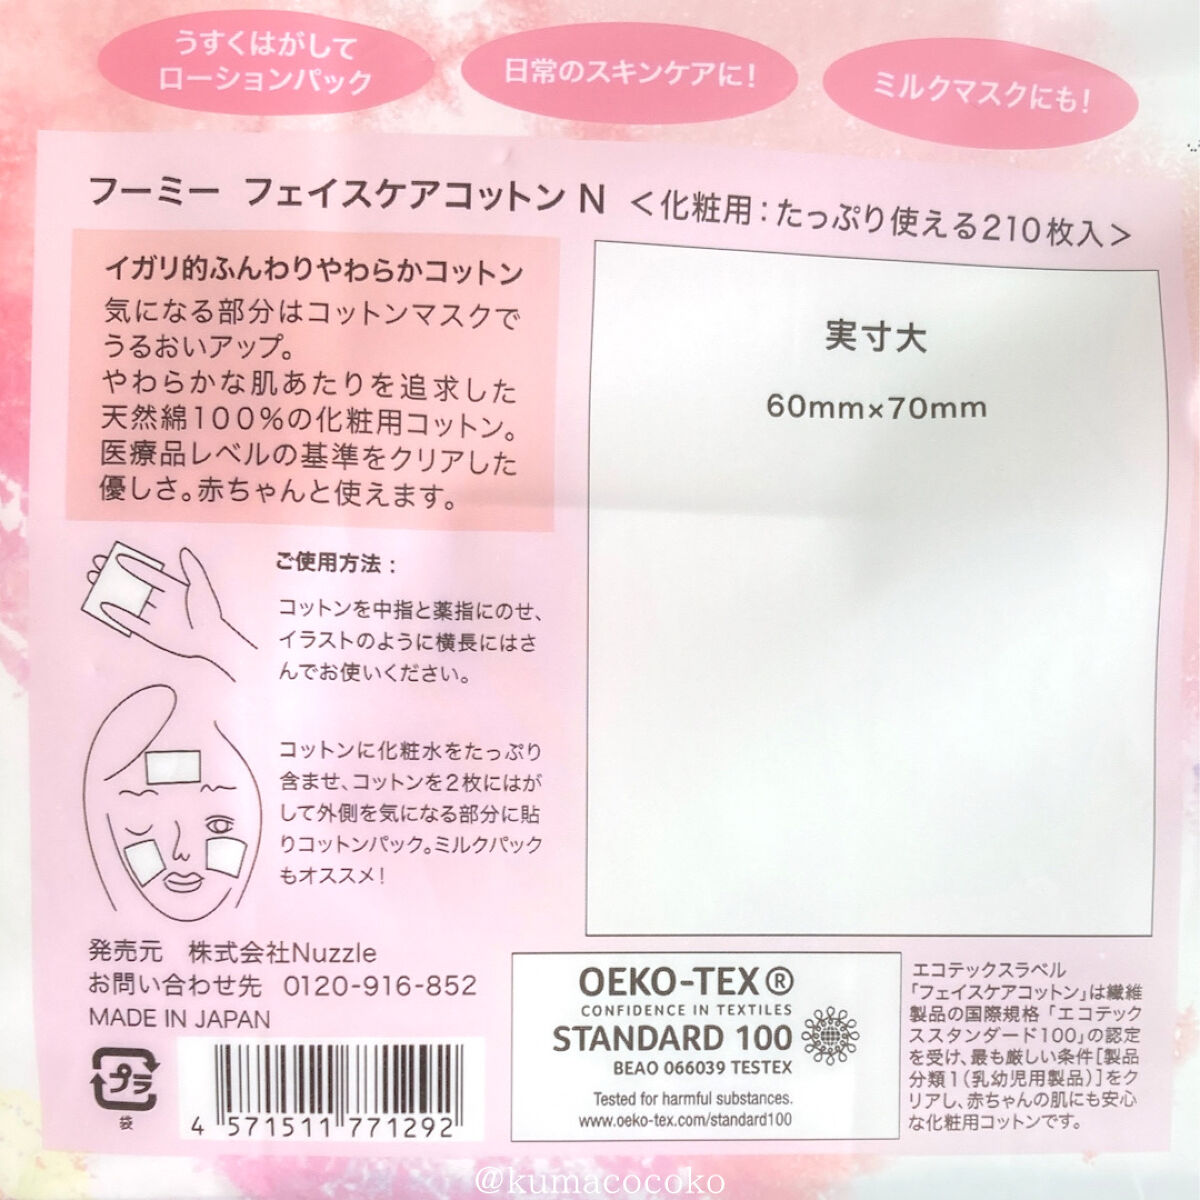 うすくはがして
ローションパック
日常のスキンケアに!
ミルクマスクにも!
フーミー フェイスケアコットン N <化粧用:たっぷり使える210枚入>
イガリ的ふんわりやわらかコットン
気になる部分はコットンマスクで
うるおいアップ。
やわらかな肌あたりを追求した
天然綿100%の化粧用コットン。
医療品レベルの基準をクリアした
優しさ。赤ちゃんと使えます。
実寸大
60mm×70mm
ご使用方法:
コットンを中指と薬指にのせ、
イラストのように横長にはさ
んでお使いください。
コットンに化粧水をたっぷり
含ませ、コットンを2枚にはが
して外側を気になる部分に貼
りコットンパック。ミルクパック
もオススメ!
発売元 株式会社Nuzzle
お問い合わせ先 0120-916-852
MADE IN JAPAN
プラ
袋
4 571511 771292
OEKO-TEX®
CONFIDENCE IN TEXTILES
STANDARD 100
BEAO 066039 TESTEX
Tested for harmful substances.
www.oeko-tex.com/standard100
エコテックスラベル
「フェイスケアコットン」は繊維
製品の国際規格「エコテック
ススタンダード100」の認定
を受け、最も厳しい条件[製品
分類1(乳幼児用製品)]をク
リアし、赤ちゃんの肌にも安心
な化粧用コットンです。
@kumacocoko